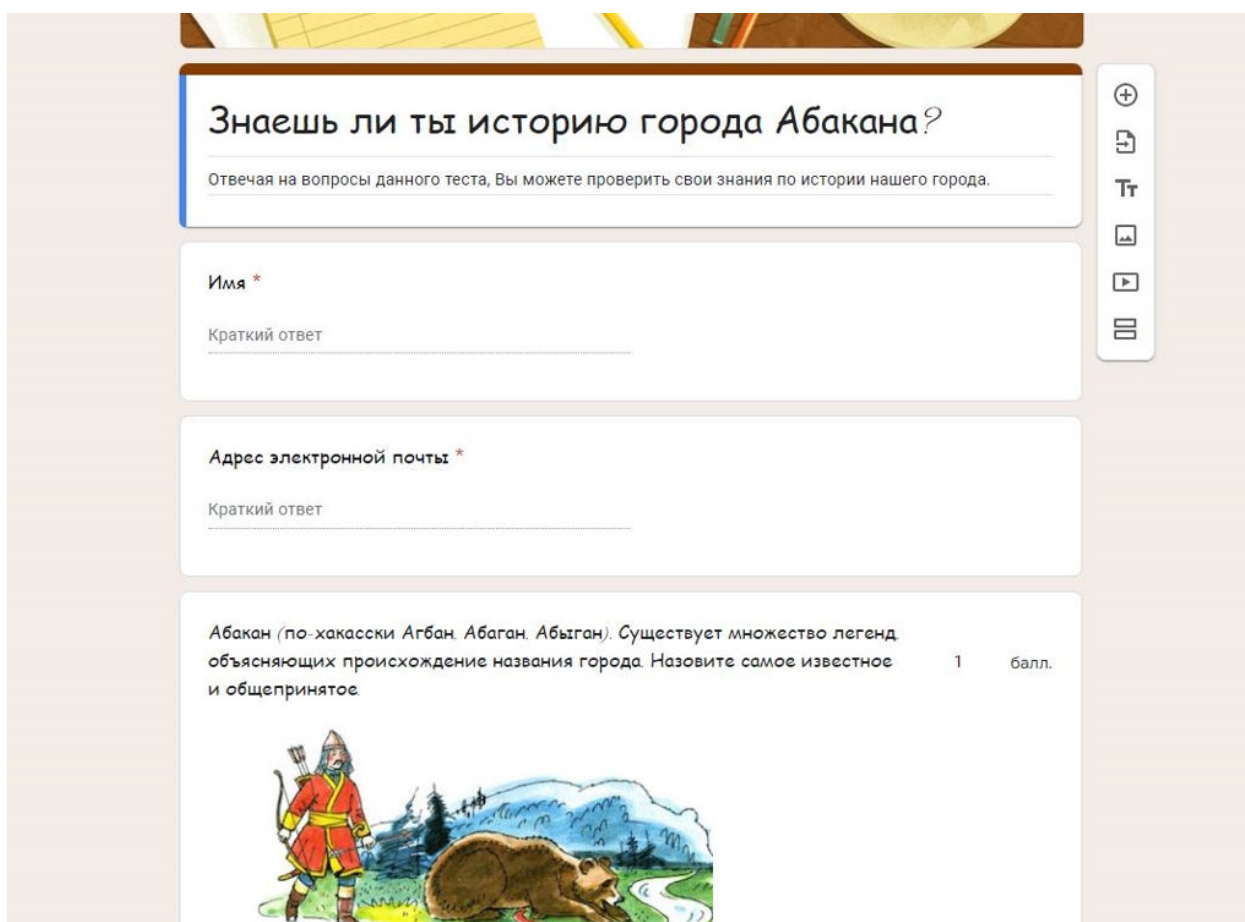 Знаешь ли ты историю города Абакана?
Отвечая на вопросы данного теста, Вы можете проверить свои знания по истории нашего города.
Имя *
Краткий ответ
Адрес электронной почты *
Краткий ответ
Абакан (по-хакасски Агбан, Абаган, Абыган). Существует множество легенд,
объясняющих происхождение названия города. Назовите самое известное
и общепринятое.
1 балл.
Тт